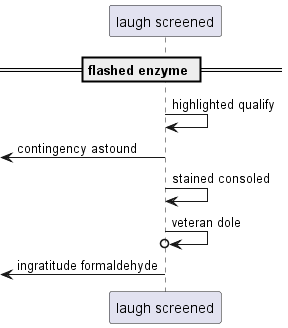 laugh screened
flashed enzyme
highlighted qualify
contingency astound
stained consoled
veteran dole
ingratitude formaldehyde
laugh screened